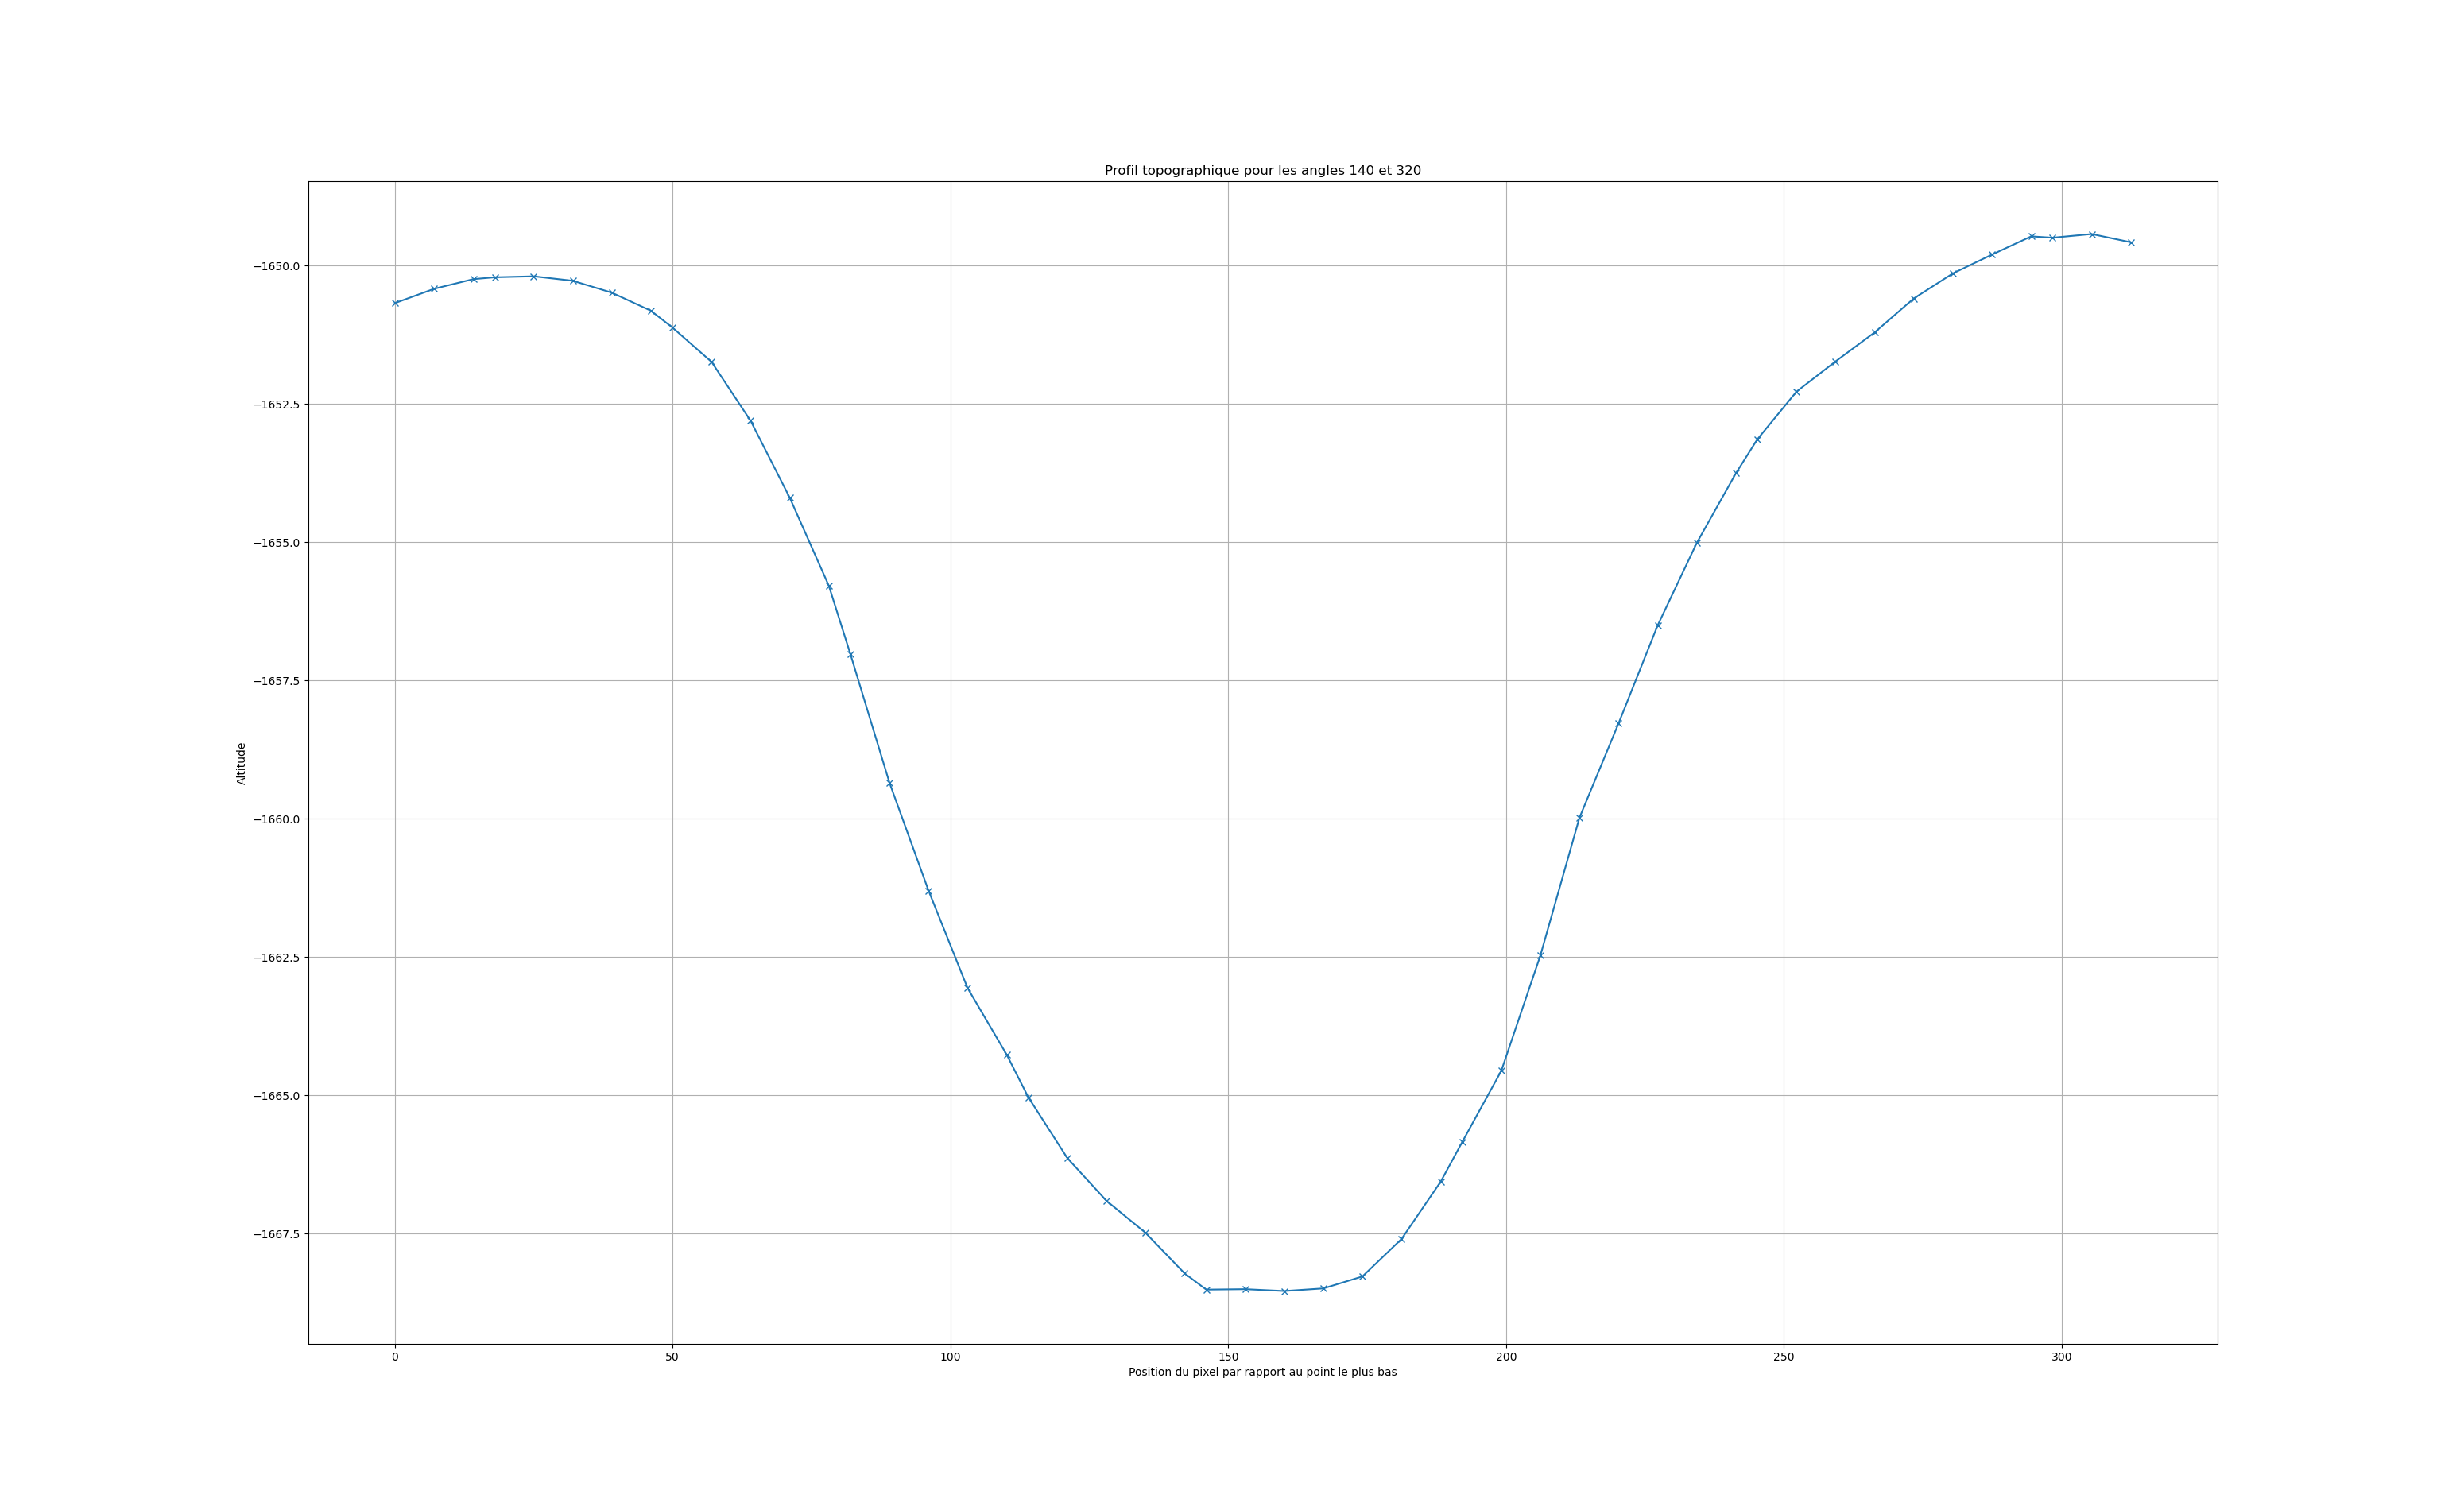 Profil topographique pour les angles 140 et 320
−1650.0
−1652.5
−1655.0
−1657.5
−1660.0
−1662.5
−1665.0
−1667.5
Altitude
0 50 100 150 200 250 300
Position du pixel par rapport au point le plus bas